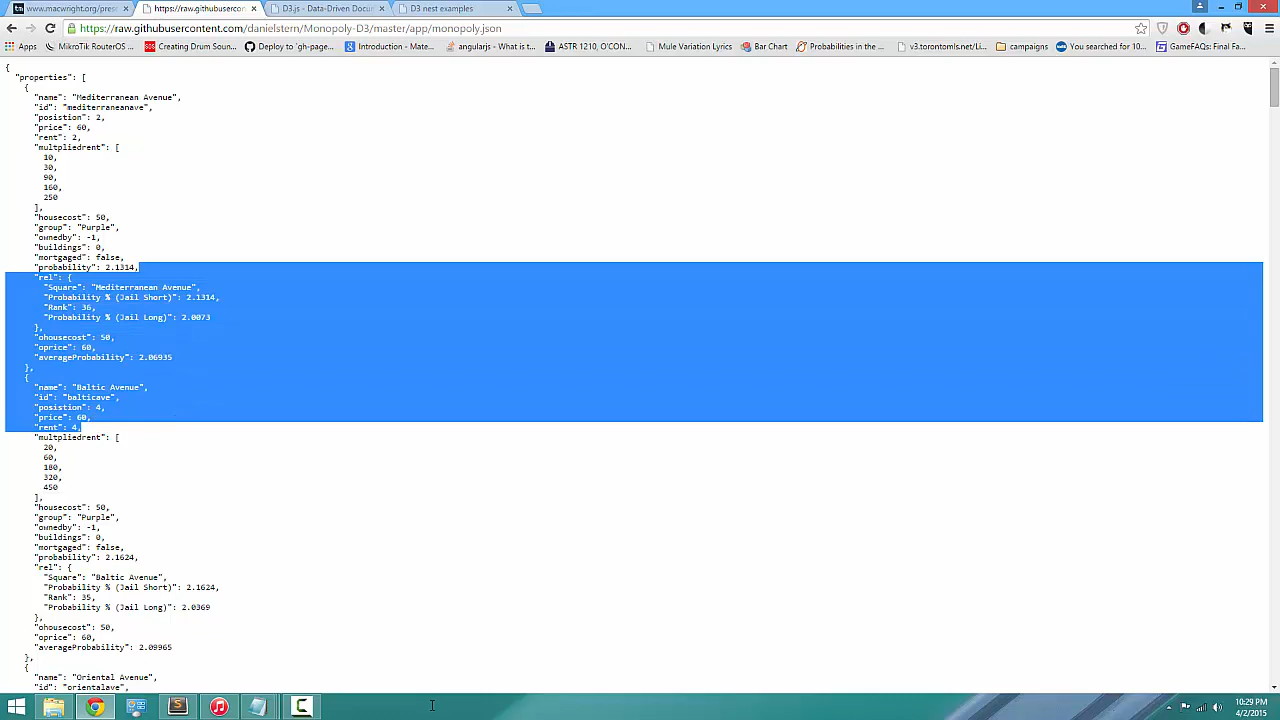 www.macwright.org/pres
https://raw.githubusercon
D3.js - Data-Driven Docum
D3 nest examples
https://raw.githubusercontent.com/danielstern/Monopoly-D3/master/app/monopoly.json
Apps
MikroTik RouterOS ...
Creating Drum Soun...
Deploy to 'gh-page...
Introduction - Mate...
angularjs - What is t...
ASTR 1210, O'CON...
Mule Variation Lyrics
Bar Chart
Probabilities in the ...
v3.torontomls.net/Li...
campaigns
You searched for 10...
GameFAQs: Final Fa...
{
"properties": [
{
"name": "Mediterranean Avenue",
"id": "mediterraneanave",
"posistion": 2,
"price": 60,
"rent": 2,
"multpliedrent": [
10,
30,
90,
160,
250
],
"housecost": 50,
"group": "Purple",
"ownedby": -1,
"buildings": 0,
"mortgaged": false,
"probability": 2.1314,
"rel": {
"Square": "Mediterranean Avenue",
"Probability % (Jail Short)": 2.1314,
"Rank": 36,
"Probability % (Jail Long)": 2.0073
},
"ohousecost": 50,
"oprice": 60,
"averageProbability": 2.06935
},
{
"name": "Baltic Avenue",
"id": "balticave",
"posistion": 4,
"price": 60,
"rent": 4,
"multpliedrent": [
20,
60,
180,
320,
450
],
"housecost": 50,
"group": "Purple",
"ownedby": -1,
"buildings": 0,
"mortgaged": false,
"probability": 2.1624,
"rel": {
"Square": "Baltic Avenue",
"Probability % (Jail Short)": 2.1624,
"Rank": 35,
"Probability % (Jail Long)": 2.0369
},
"ohousecost": 50,
"oprice": 60,
"averageProbability": 2.09965
},
{
"name": "Oriental Avenue",
"id": "orientalave",
10:29 PM
4/2/2015